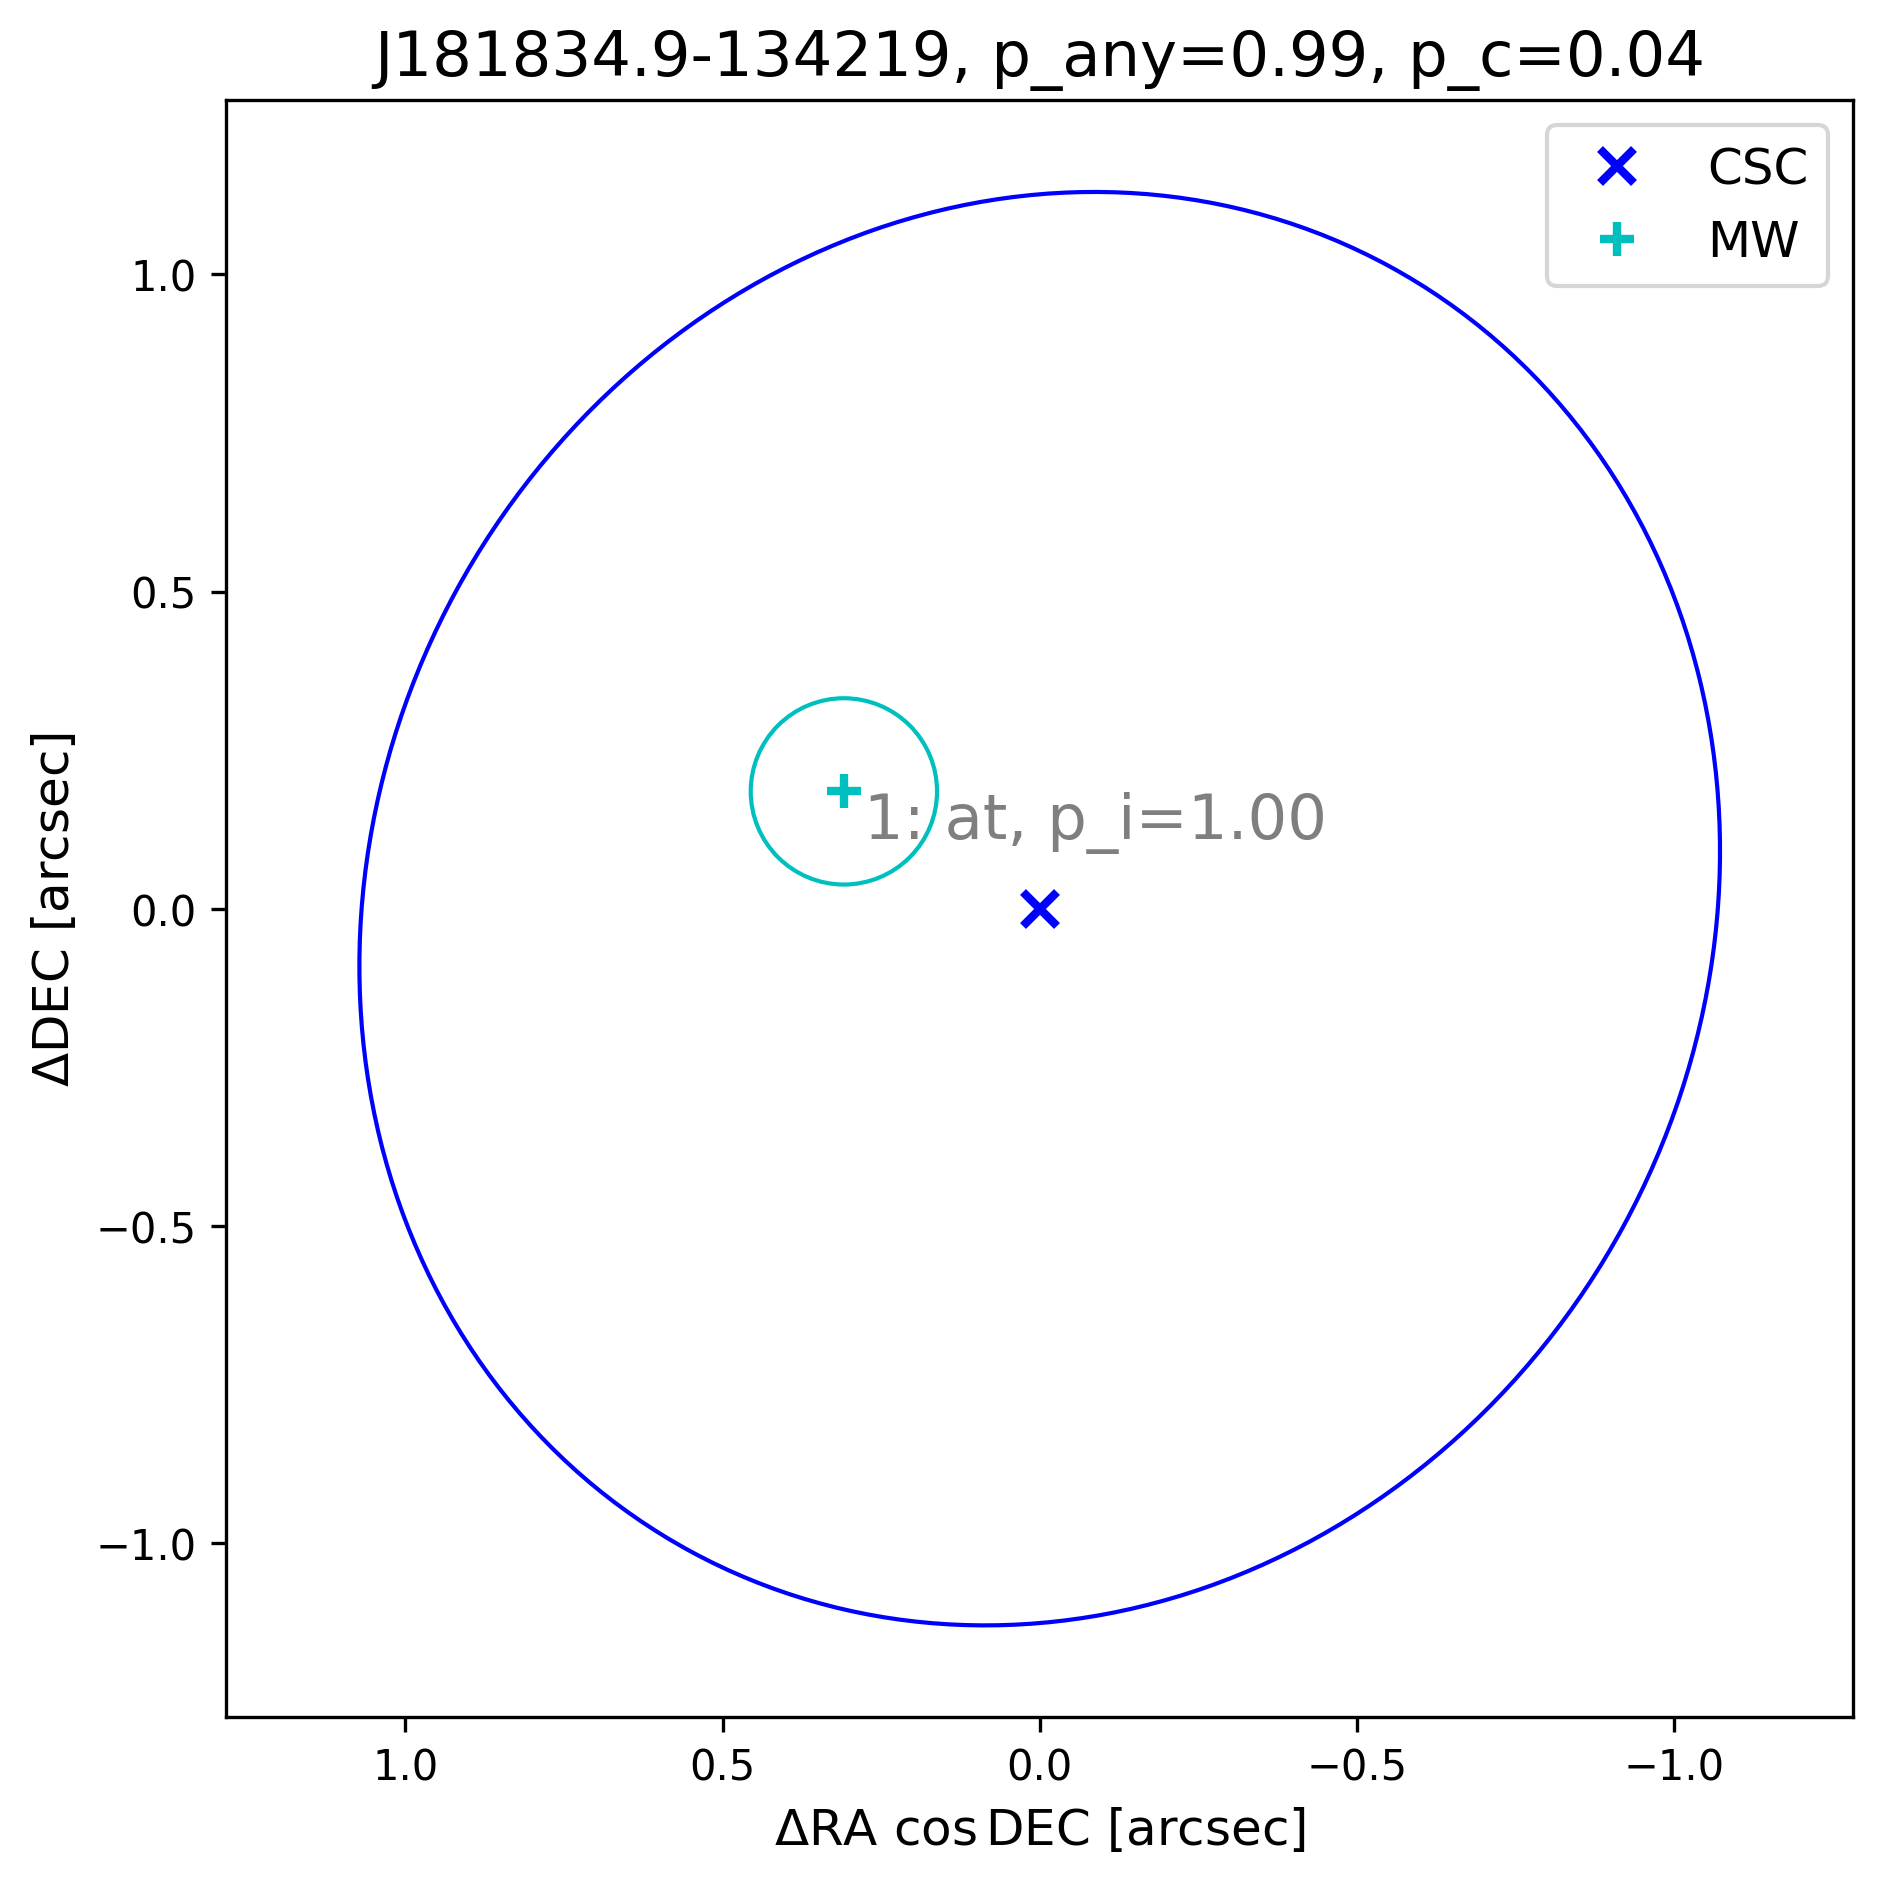 J181834.9-134219, p_any=0.99, p_c=0.04
CSC
MW
1.0
0.5
0.0
−0.5
−1.0
ΔDEC [arcsec]
1: at, p_i=1.00
1.0
0.5
0.0
−0.5
−1.0
ΔRA cos DEC [arcsec]